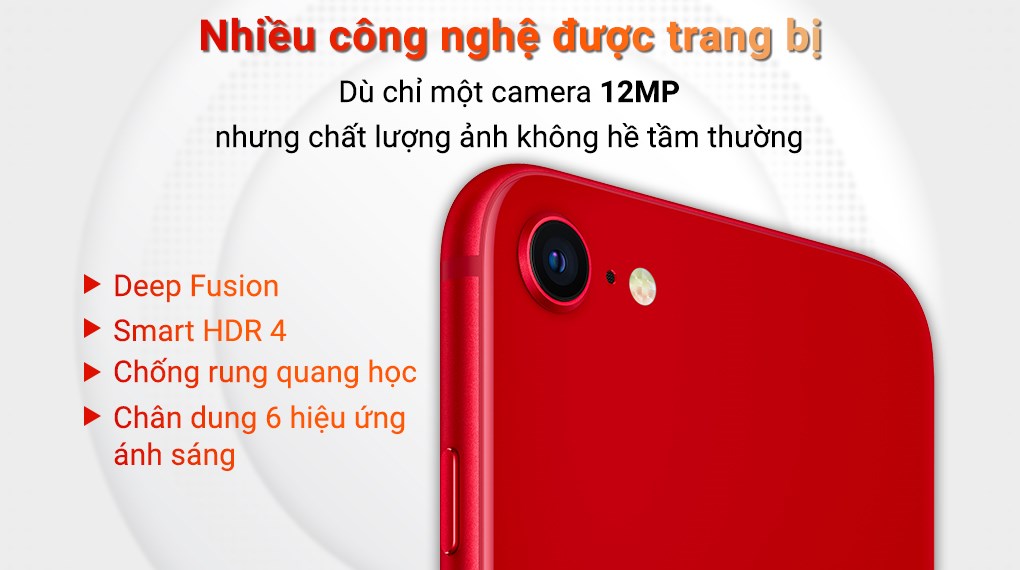 Nhiều công nghệ được trang bị
Dù chỉ một camera 12MP
nhưng chất lượng ảnh không hề tầm thường
Deep Fusion
Smart HDR 4
Chống rung quang học
Chân dung 6 hiệu ứng
ánh sáng